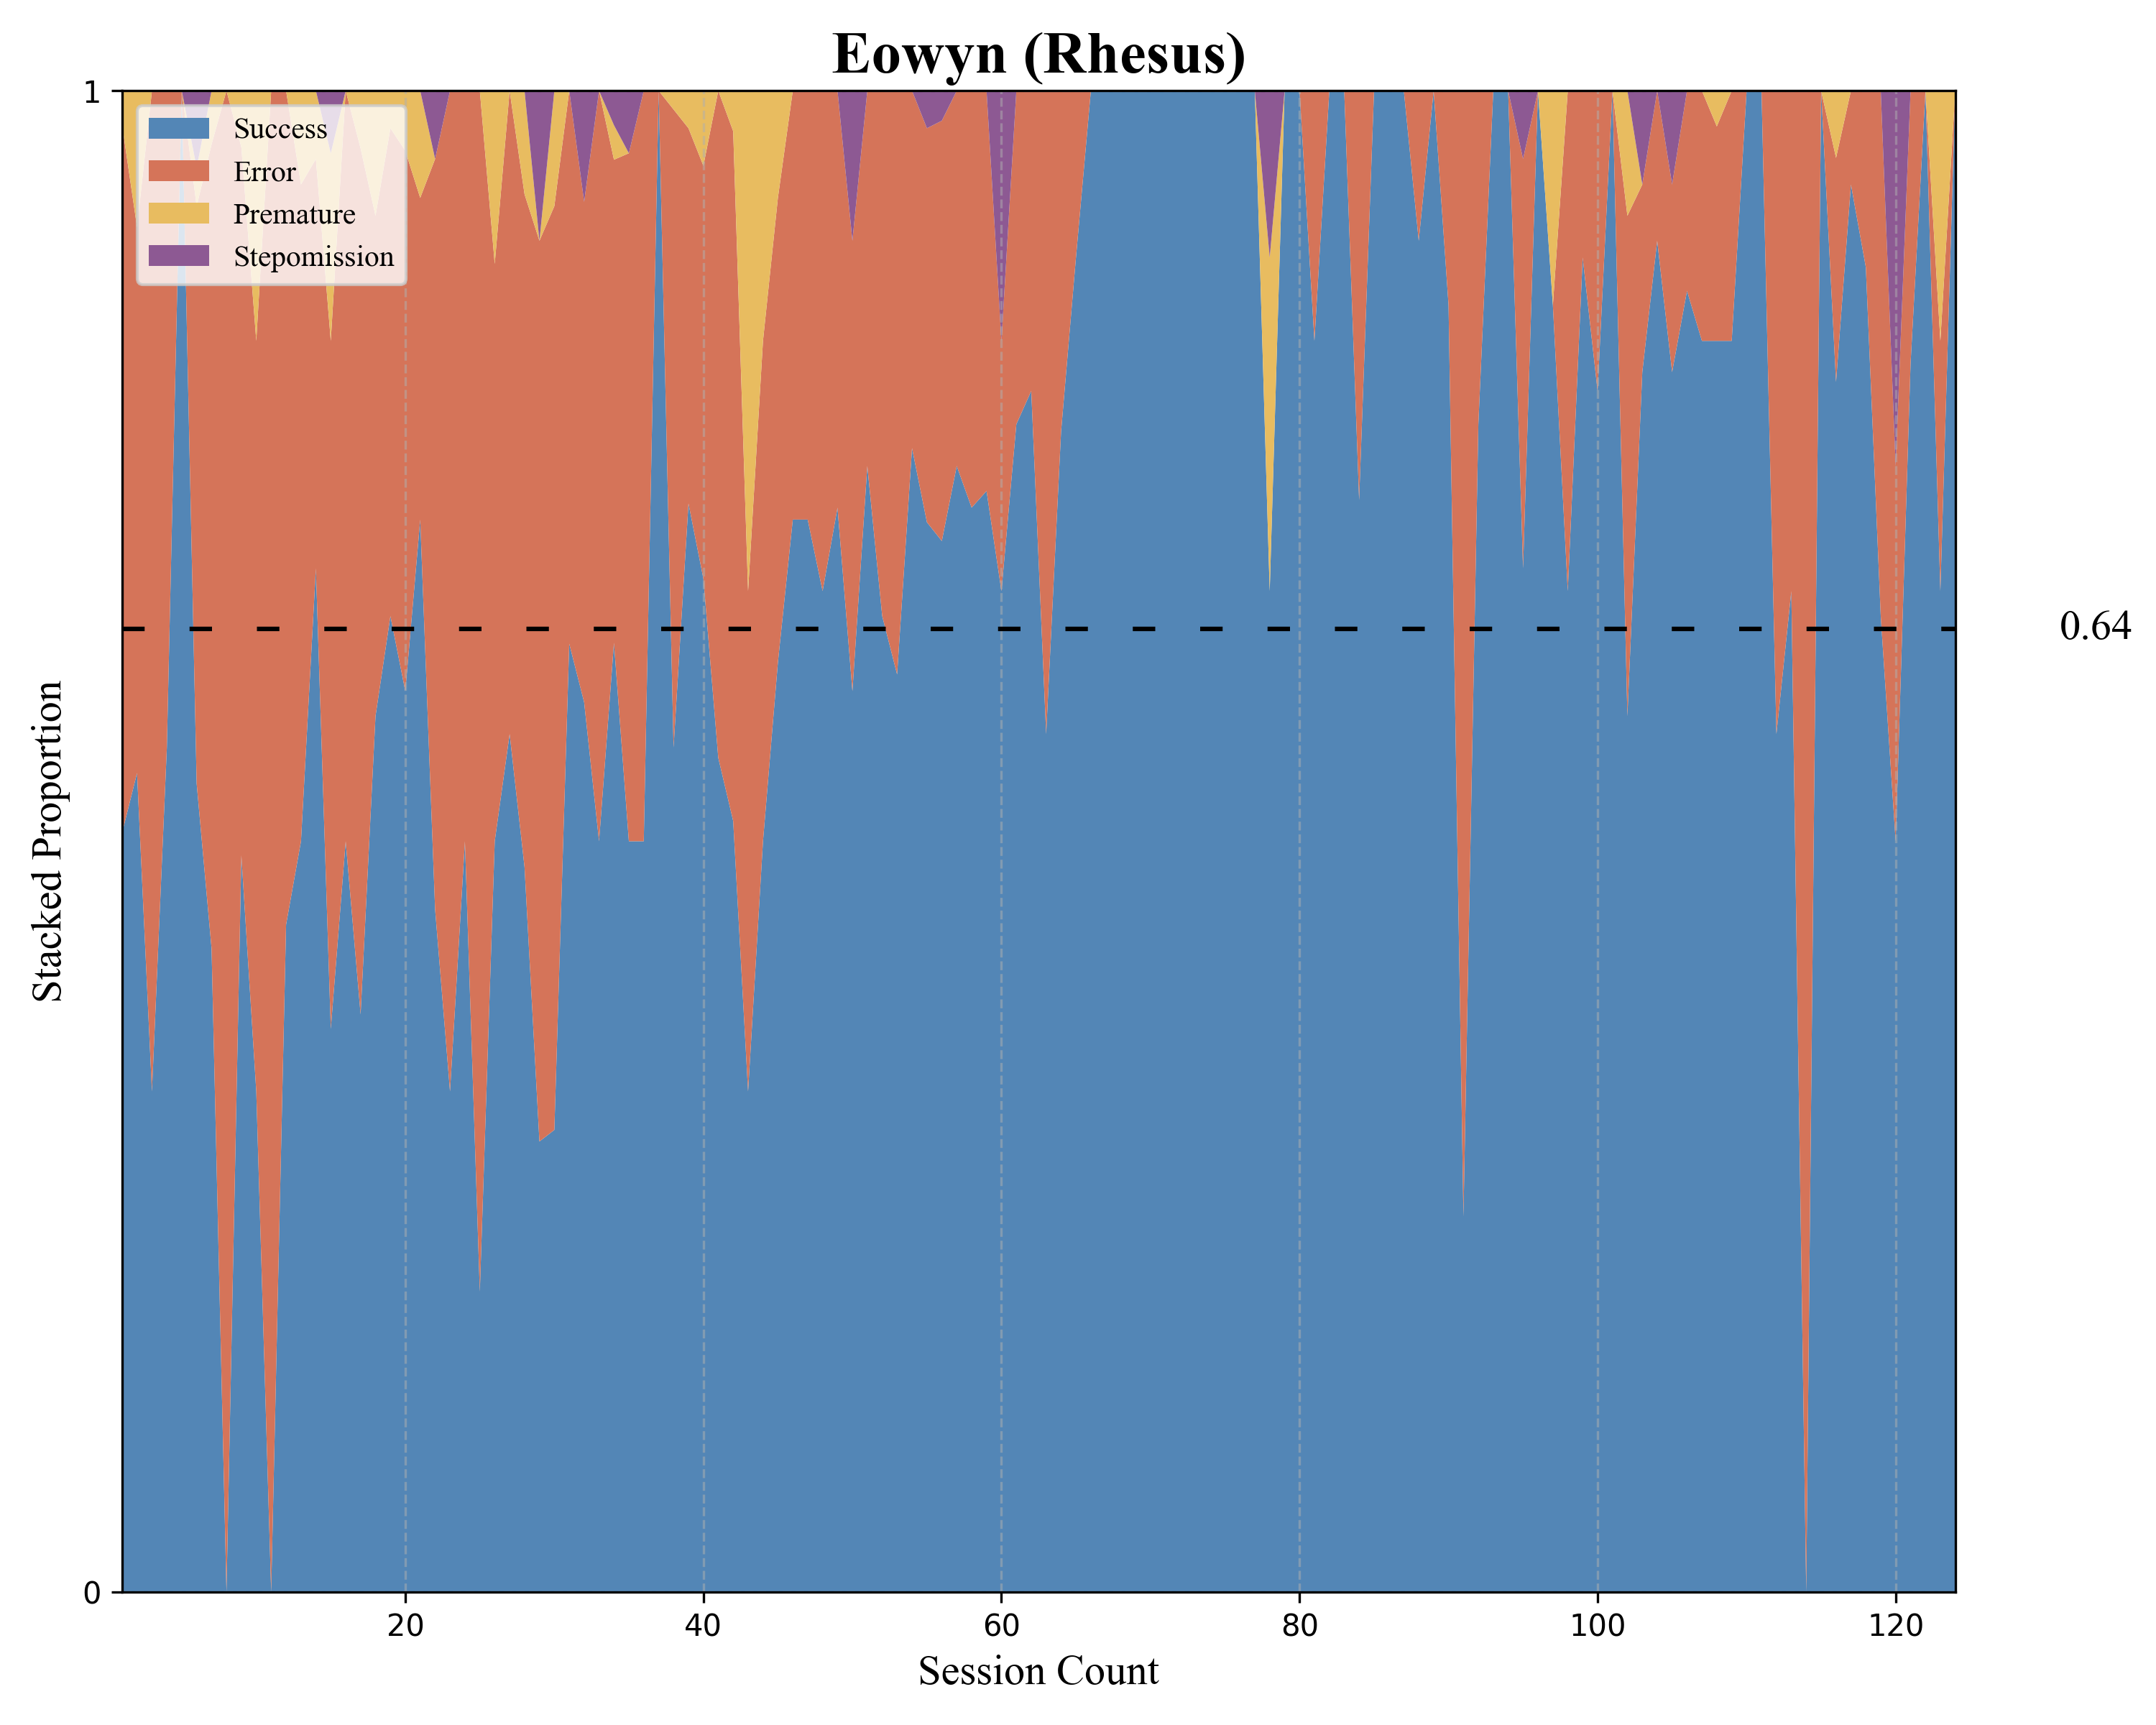 Eowyn (Rhesus)
1
Success
Error
Premature
Stepomission
0.64
Stacked Proportion
0
20 40 60 80 100 120
Session Count